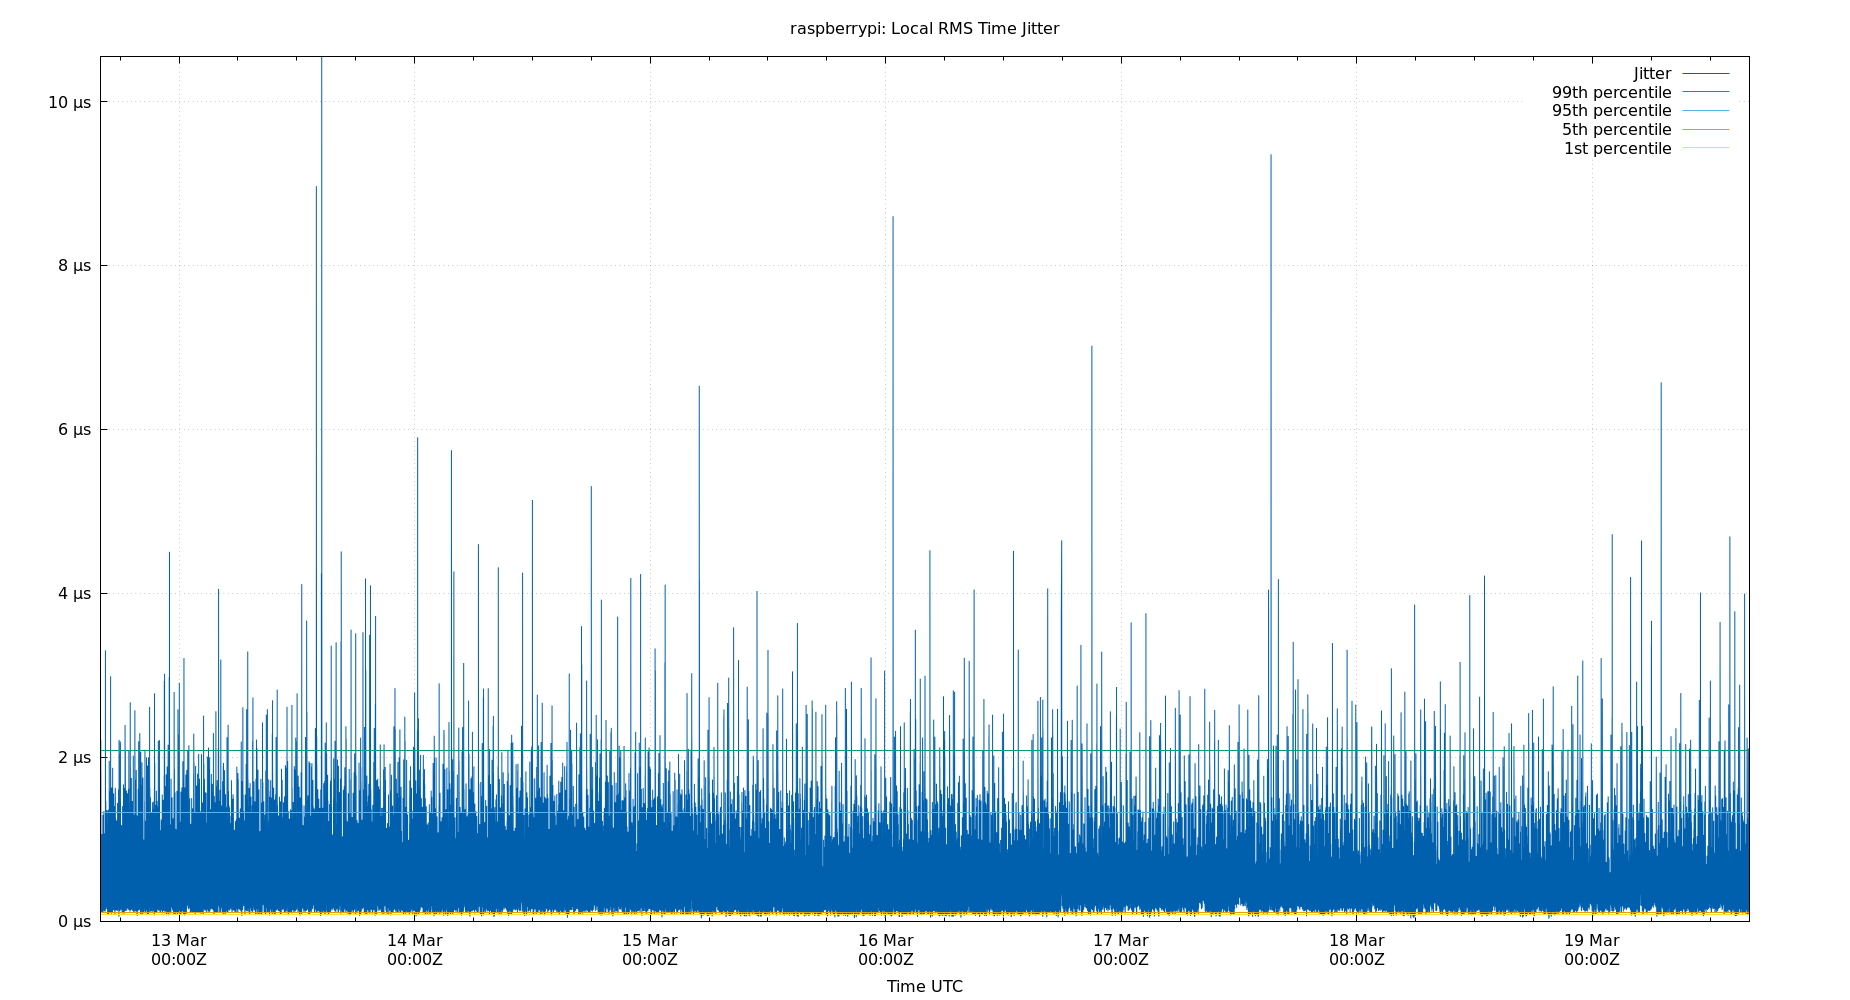 raspberrypi: Local RMS Time Jitter
Jitter
99th percentile
95th percentile
5th percentile
1st percentile
10 µs
8 µs
6 µs
4 µs
2 µs
0 µs
13 Mar 14 Mar 15 Mar 16 Mar 17 Mar 18 Mar 19 Mar
00:00Z 00:00Z 00:00Z 00:00Z 00:00Z 00:00Z 00:00Z
Time UTC